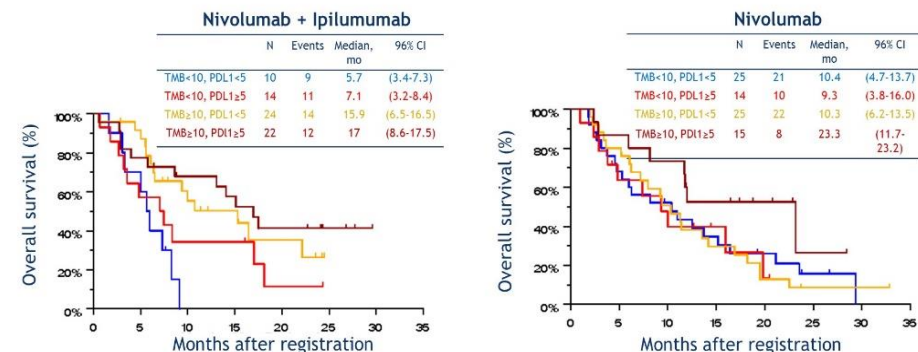 Nivolumab + Ipilumumab
N Events Median, mo 96% CI
TMB<10, PDL1<5 10 9 5.7 (3.4-7.3)
TMB<10, PDL1≥5 14 11 7.1 (3.2-8.4)
TMB≥10, PDL1<5 24 14 15.9 (6.5-16.5)
TMB≥10, PDl1≥5 22 12 17 (8.6-17.5)
Overall survival (%)
100%
80%
60%
40%
20%
0%
0 5 10 15 20 25 30 35
Months after registration
Nivolumab
N Events Median, mo 96% CI
TMB<10, PDL1<5 25 21 10.4 (4.7-13.7)
TMB<10, PDL1≥5 14 10 9.3 (3.8-16.0)
TMB≥10, PDL1<5 25 22 10.3 (6.2-13.5)
TMB≥10, PDl1≥5 15 8 23.3 (11.7-23.2)
Overall survival (%)
100%
80%
60%
40%
20%
0%
0 5 10 15 20 25 30 35
Months after registration